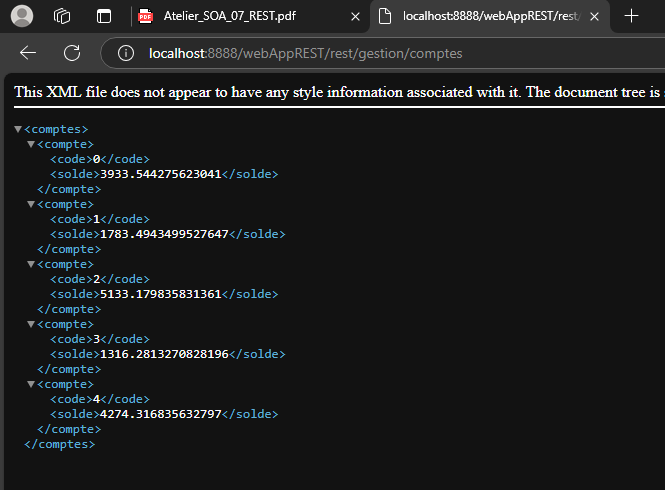 Atelier_SOA_07_REST.pdf
localhost:8888/webAppREST/rest/
localhost:8888/webAppREST/rest/gestion/comptes
This XML file does not appear to have any style information associated with it. The document tree is
<comptes>
<compte>
<code>0</code>
<solde>3933.544275623041</solde>
</compte>
<compte>
<code>1</code>
<solde>1783.4943499527647</solde>
</compte>
<compte>
<code>2</code>
<solde>5133.179835831361</solde>
</compte>
<compte>
<code>3</code>
<solde>1316.2813270828196</solde>
</compte>
<compte>
<code>4</code>
<solde>4274.316835632797</solde>
</compte>
</comptes>